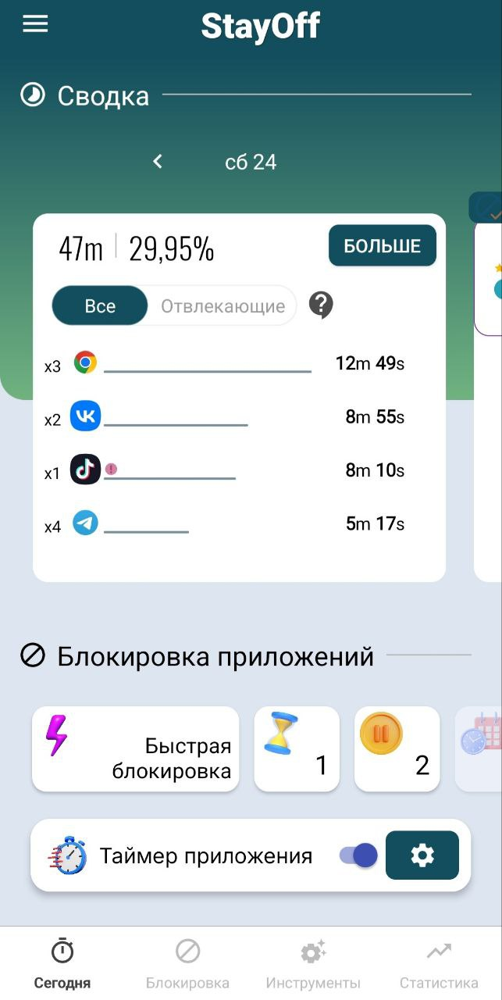 StayOff
Сводка
сб 24
47m 29,95% БОЛЬШЕ
Все Отвлекающие
x3 12m 49s
x2 8m 55s
x1 8m 10s
x4 5m 17s
Блокировка приложений
Быстрая
блокировка
1
2
Таймер приложения
Сегодня Блокировка Инструменты Статистика